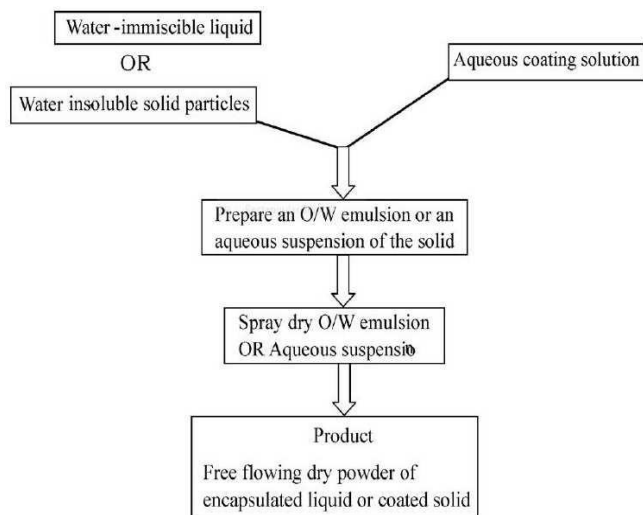 Water -immiscible liquid
OR
Water insoluble solid particles
Aqueous coating solution
Prepare an O/W emulsion or an
aqueous suspension of the solid
Spray dry O/W emulsion
OR Aqueous suspension
Product
Free flowing dry powder of
encapsulated liquid or coated solid